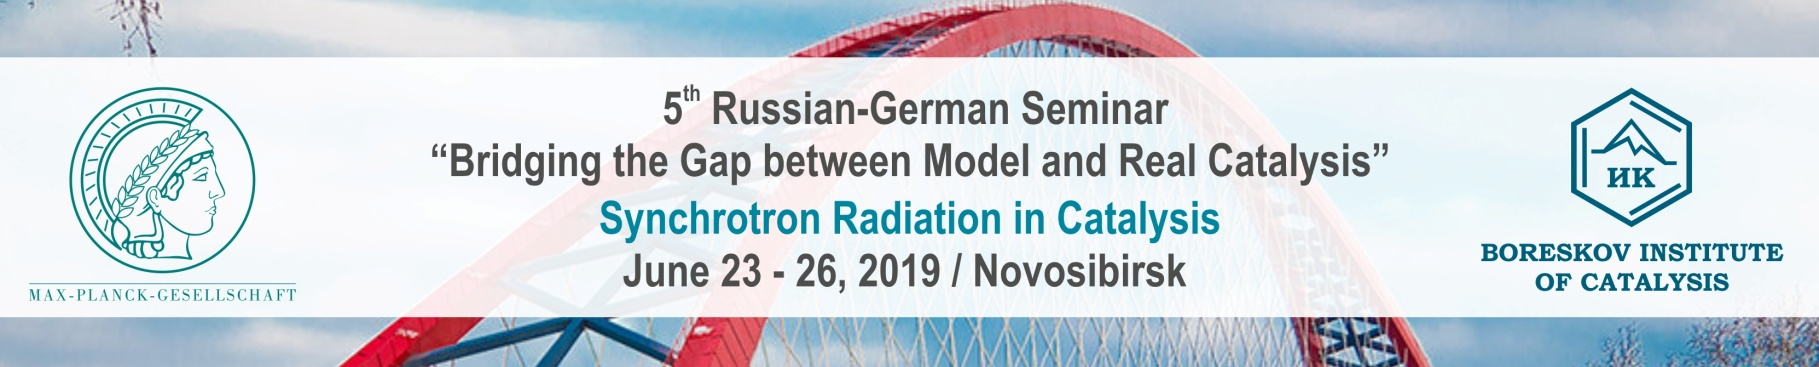 5th Russian-German Seminar
“Bridging the Gap between Model and Real Catalysis”
Synchrotron Radiation in Catalysis
June 23 - 26, 2019 / Novosibirsk
MAX-PLANCK-GESELLSCHAFT
ИК
BORESKOV INSTITUTE
OF CATALYSIS